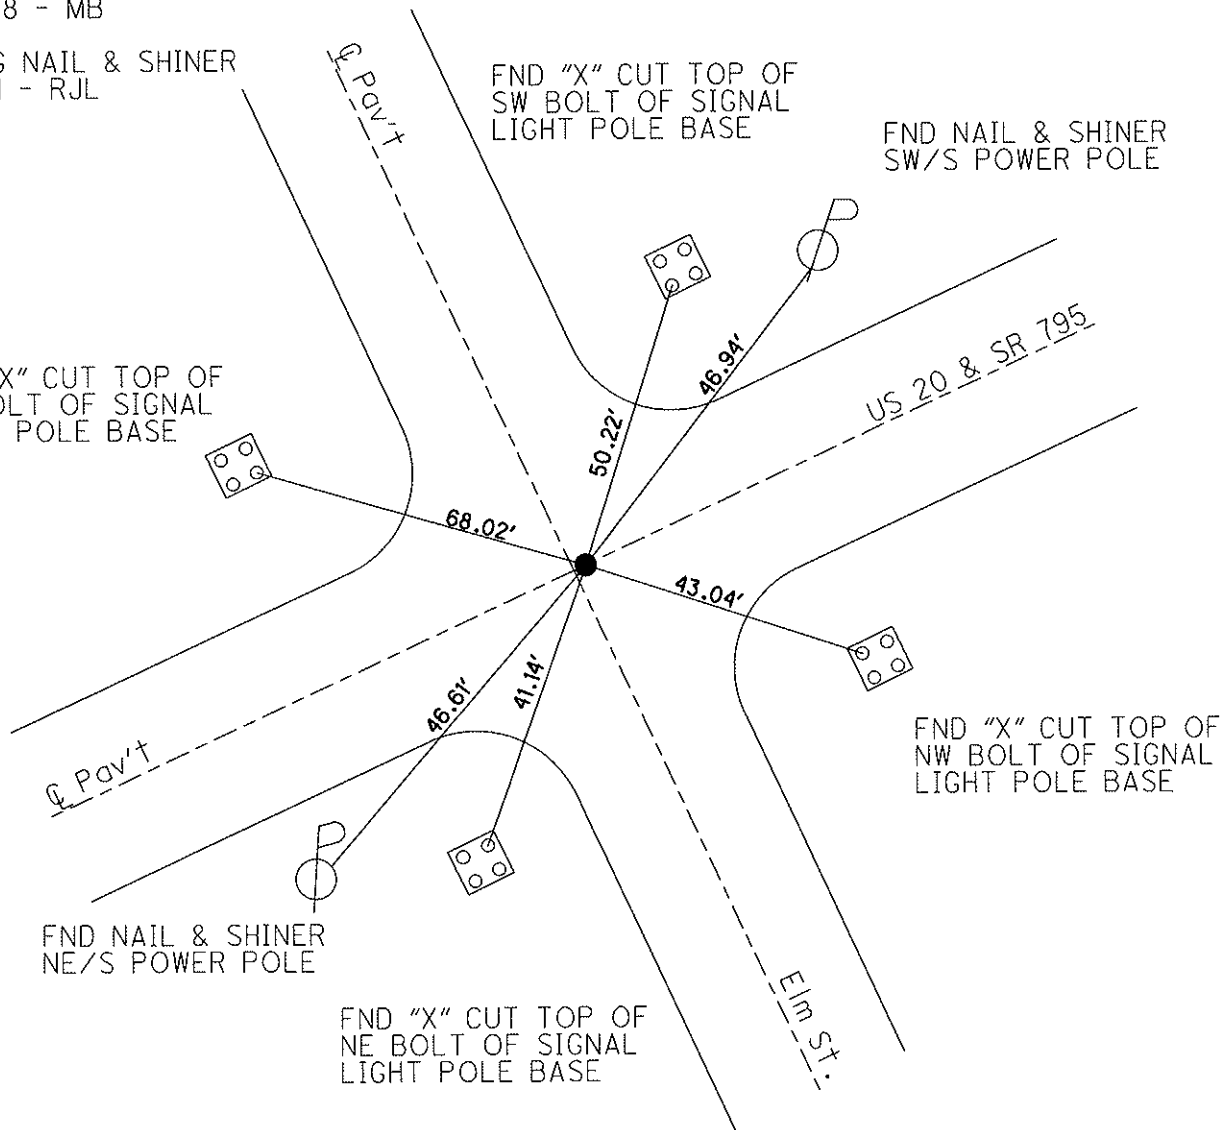 8 - MB
NAIL & SHINER
- RJL
℄ Pav't
FND "X" CUT TOP OF
SW BOLT OF SIGNAL
LIGHT POLE BASE
FND NAIL & SHINER
SW/S POWER POLE
X" CUT TOP OF
OLT OF SIGNAL
POLE BASE
50.22'
46.94'
US 20 & SR 795
68.02'
43.04'
46.61'
41.14'
℄ Pav't
FND "X" CUT TOP OF
NW BOLT OF SIGNAL
LIGHT POLE BASE
FND NAIL & SHINER
NE/S POWER POLE
Elm St.
FND "X" CUT TOP OF
NE BOLT OF SIGNAL
LIGHT POLE BASE